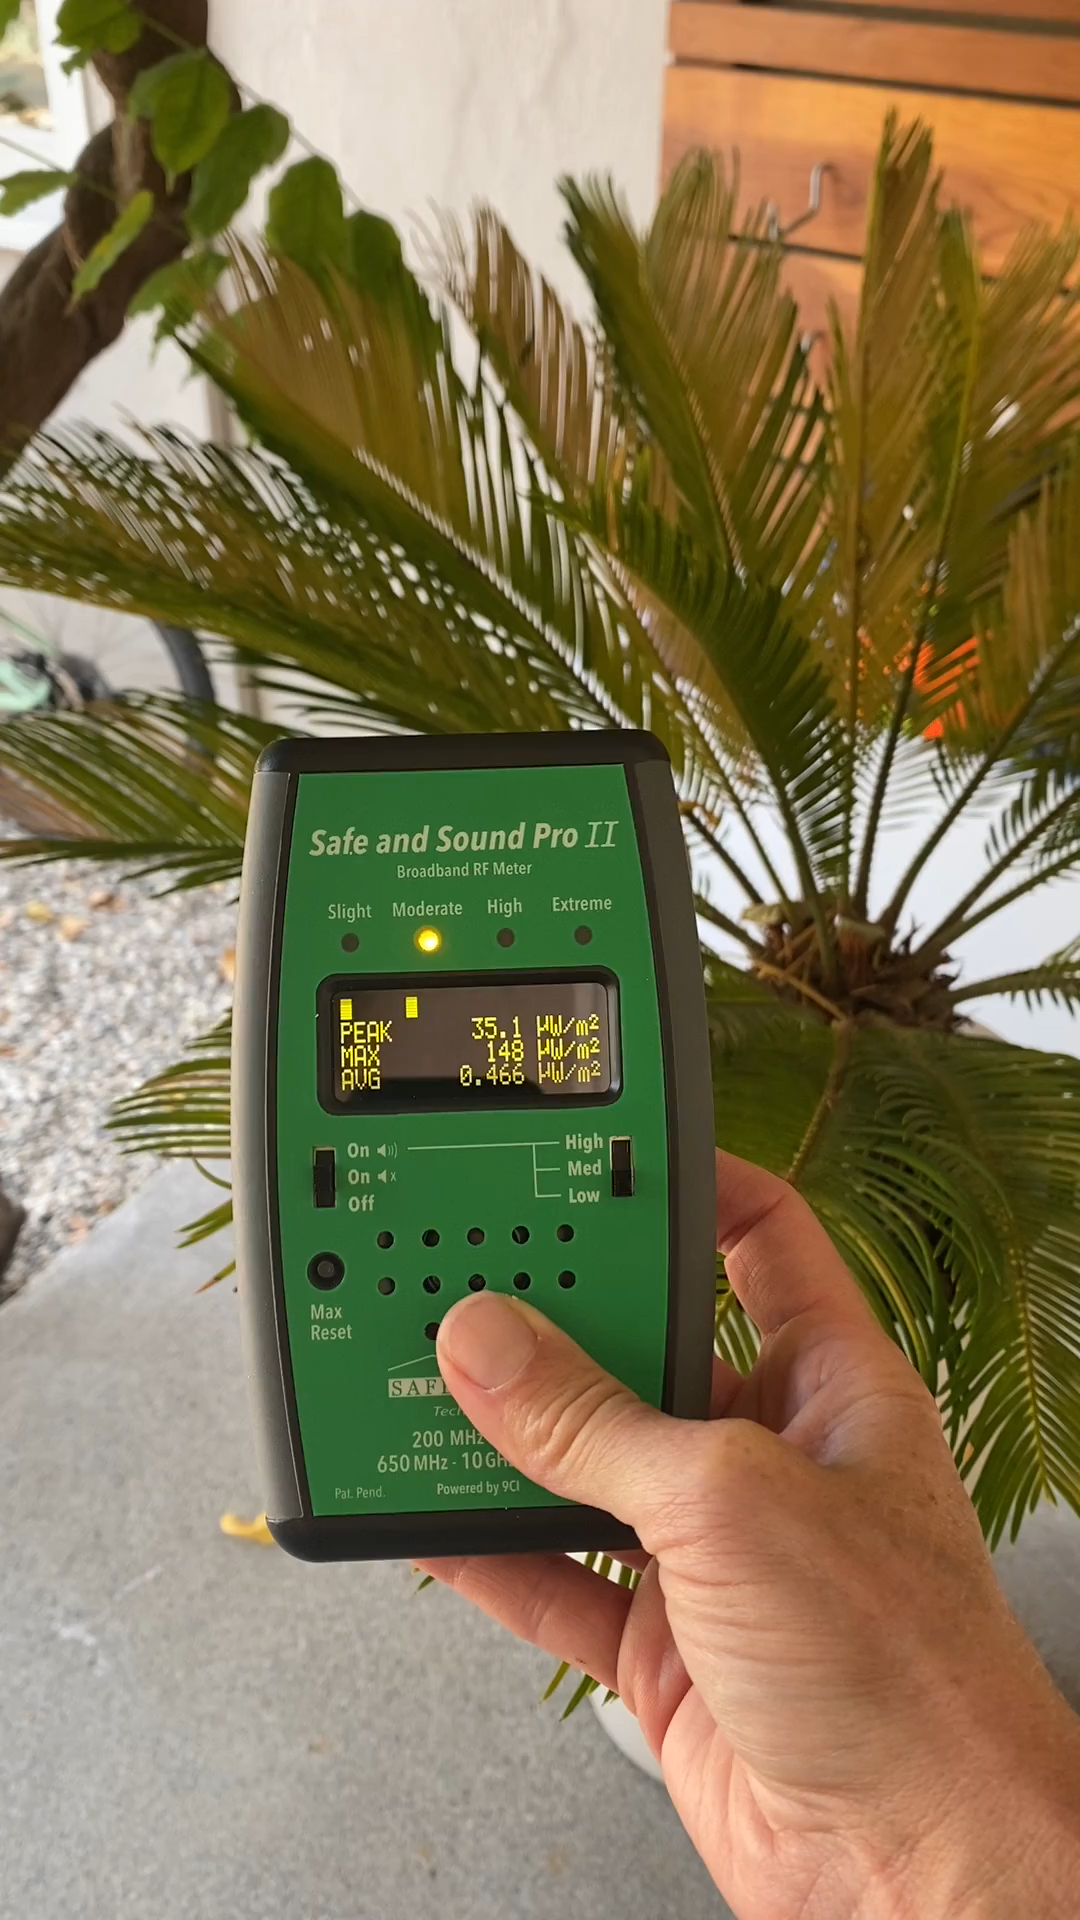 Safe and Sound Pro II
Broadband RF Meter
Slight Moderate High Extreme
PEAK 35.1 µW/m²
MAX 148 µW/m²
AVG 0.466 µW/m²
On High
On Med
Off Low
Max
Reset
200 MHz
650 MHz - 10
Pat. Pend. Powered by 9CI